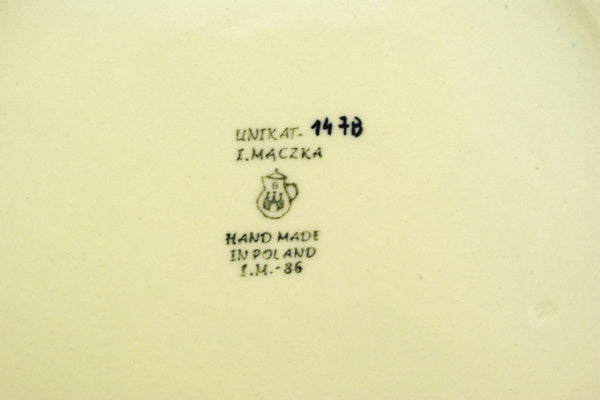 UNIKAT- 147B
I.MĄCZKA
B
HAND MADE
IN POLAND
I.M.-86